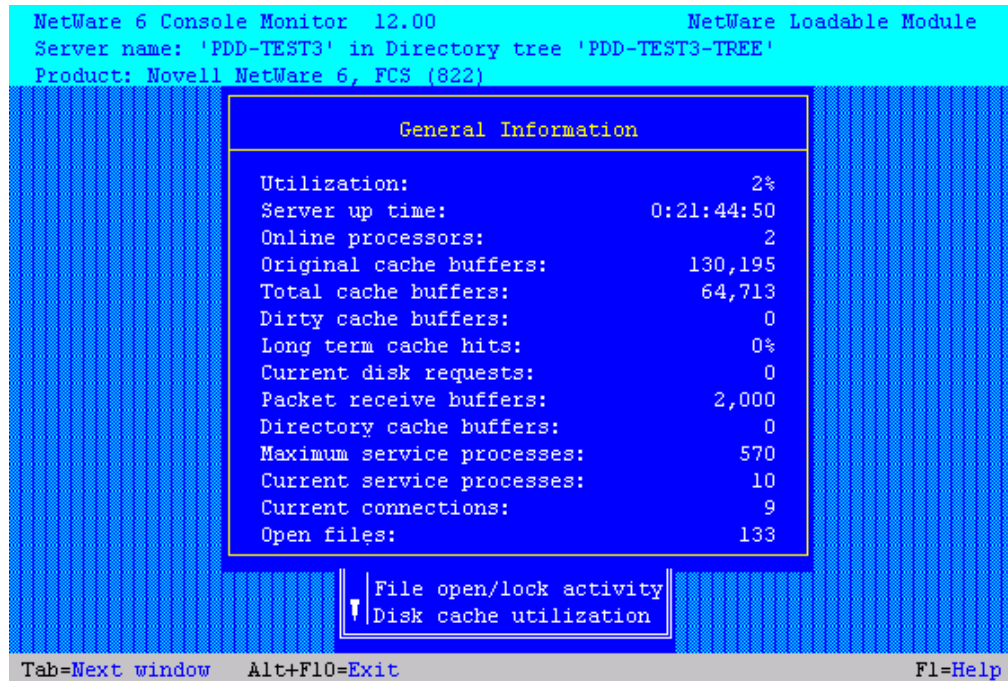 NetWare 6 Console Monitor 12.00 NetWare Loadable Module
Server name: 'PDD-TEST3' in Directory tree 'PDD-TEST3-TREE'
Product: Novell NetWare 6, FCS (822)
General Information
Utilization: 2%
Server up time: 0:21:44:50
Online processors: 2
Original cache buffers: 130,195
Total cache buffers: 64,713
Dirty cache buffers: 0
Long term cache hits: 0%
Current disk requests: 0
Packet receive buffers: 2,000
Directory cache buffers: 0
Maximum service processes: 570
Current service processes: 10
Current connections: 9
Open files: 133
File open/lock activity
Disk cache utilization
Tab=Next window Alt+F10=Exit F1=Help